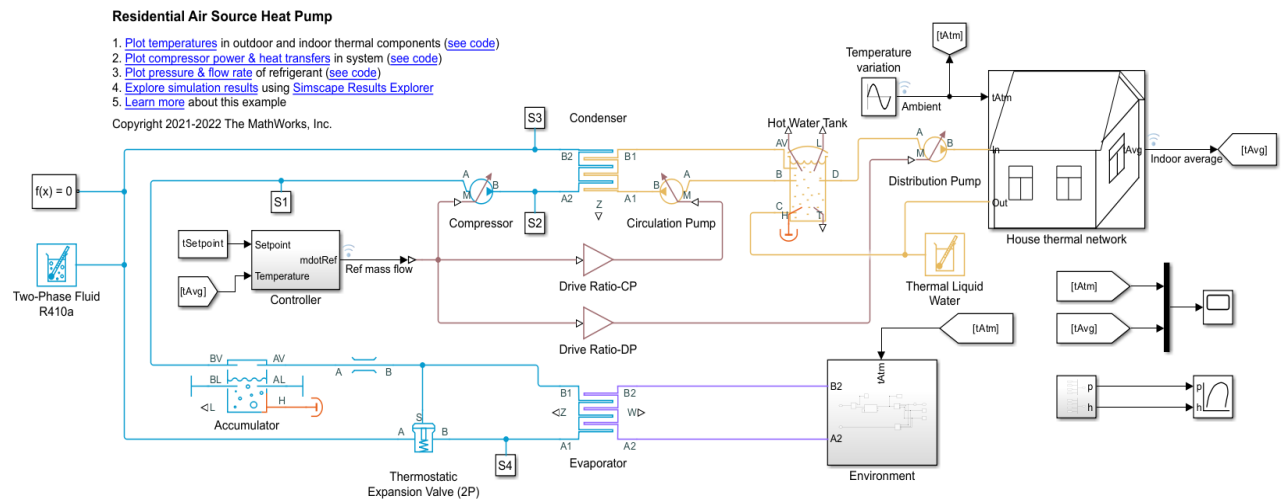 Residential Air Source Heat Pump
1. Plot temperatures in outdoor and indoor thermal components (see code)
2. Plot compressor power & heat transfers in system (see code)
3. Plot pressure & flow rate of refrigerant (see code)
4. Explore simulation results using Simscape Results Explorer
5. Learn more about this example
Copyright 2021-2022 The MathWorks, Inc.
[tAtm]
Temperature
variation
Ambient
tAtm
In
Out
tAvg
House thermal network
Indoor average
[tAvg]
S3
Condenser
B2
B1
A2
A1
Z
Hot Water Tank
AV
L
B
D
C
H
T
A
M
B
Distribution Pump
f(x) = 0
S1
A
M
B
Compressor
S2
B
A
M
Circulation Pump
tSetpoint
[tAvg]
Setpoint
Temperature
mdotRef
Controller
Ref mass flow
Drive Ratio-CP
Drive Ratio-DP
Two-Phase Fluid
R410a
Thermal Liquid
Water
[tAtm]
[tAvg]
[tAtm]
tAtm
B2
A2
Environment
p
h
p
h
BV
AV
BL
AL
L
H
Accumulator
A
B
S
A
B
Thermostatic
Expansion Valve (2P)
S4
B1
B2
Z
W
A1
A2
Evaporator